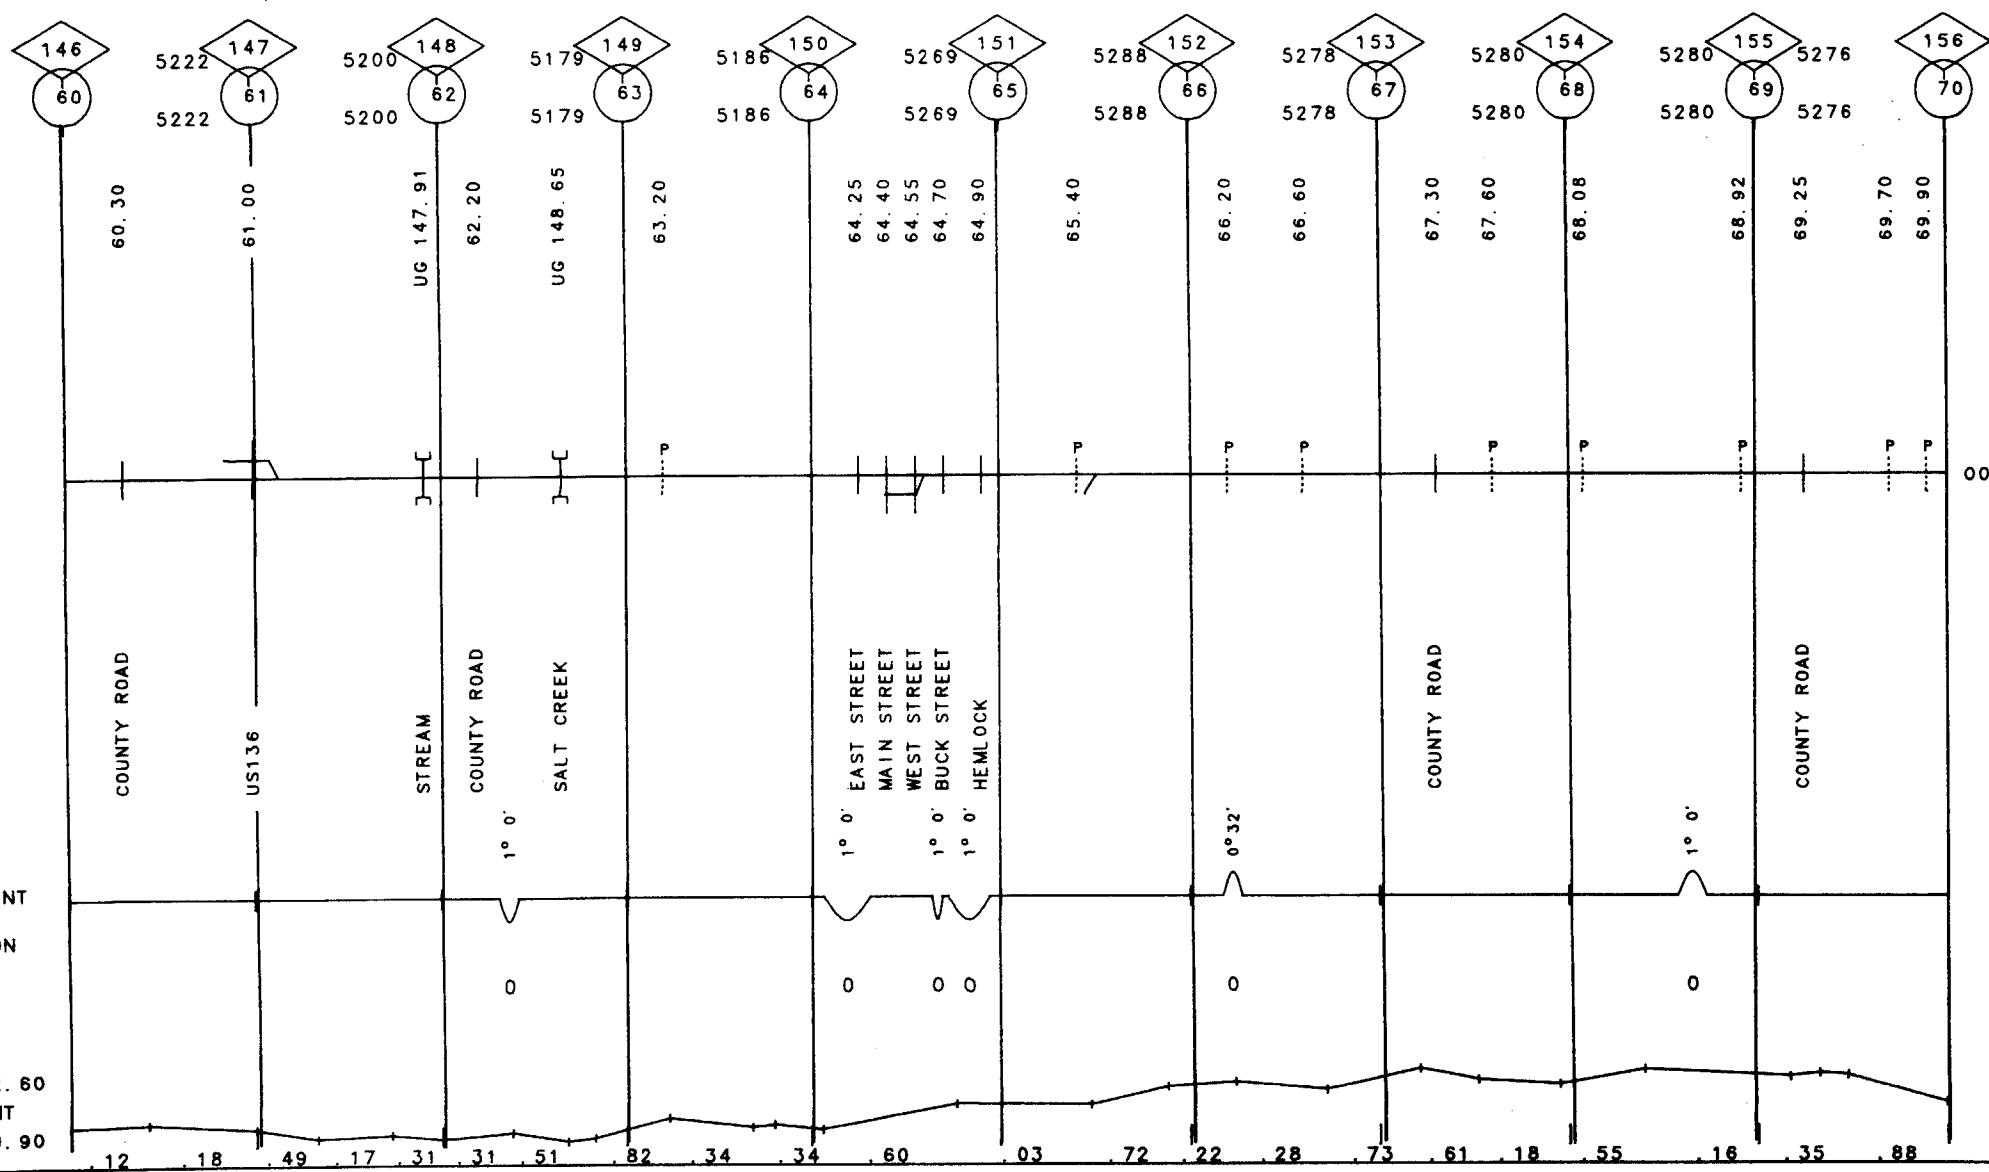 146 147 148 149 150 151 152 153 154 155 156
5222 5200 5179 5186 5269 5288 5278 5280 5280 5276
60 61 62 63 64 65 66 67 68 69 70
5222 5200 5179 5186 5269 5288 5278 5280 5280 5276
60.30
61.00
UG 147.91
62.20
UG 148.65
63.20
64.25
64.40
64.55
64.70
64.90
65.40
66.20
66.60
67.30
67.60
68.08
68.92
69.25
69.70
69.90
P P P P P P P P P
00
COUNTY ROAD
US136
STREAM
COUNTY ROAD
SALT CREEK
EAST STREET
MAIN STREET
WEST STREET
BUCK STREET
HEMLOCK
COUNTY ROAD
COUNTY ROAD
1° 0' 1° 0' 1° 0' 1° 0' 0°32' 1° 0'
NT
ON
0 0 0 0 0 0
.60
NT
.90
.12 .18 .49 .17 .31 .31 .51 .82 .34 .34 .60 .03 .72 .22 .28 .73 .61 .18 .55 .16 .35 .88